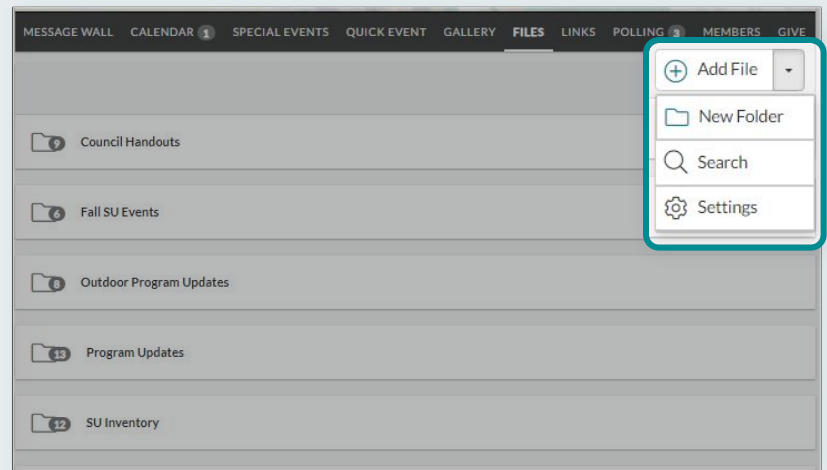 MESSAGE WALL CALENDAR 1 SPECIAL EVENTS QUICK EVENT GALLERY FILES LINKS POLLING 3 MEMBERS GIVE
Add File
New Folder
9 Council Handouts
Search
Settings
6 Fall SU Events
8 Outdoor Program Updates
13 Program Updates
12 SU Inventory